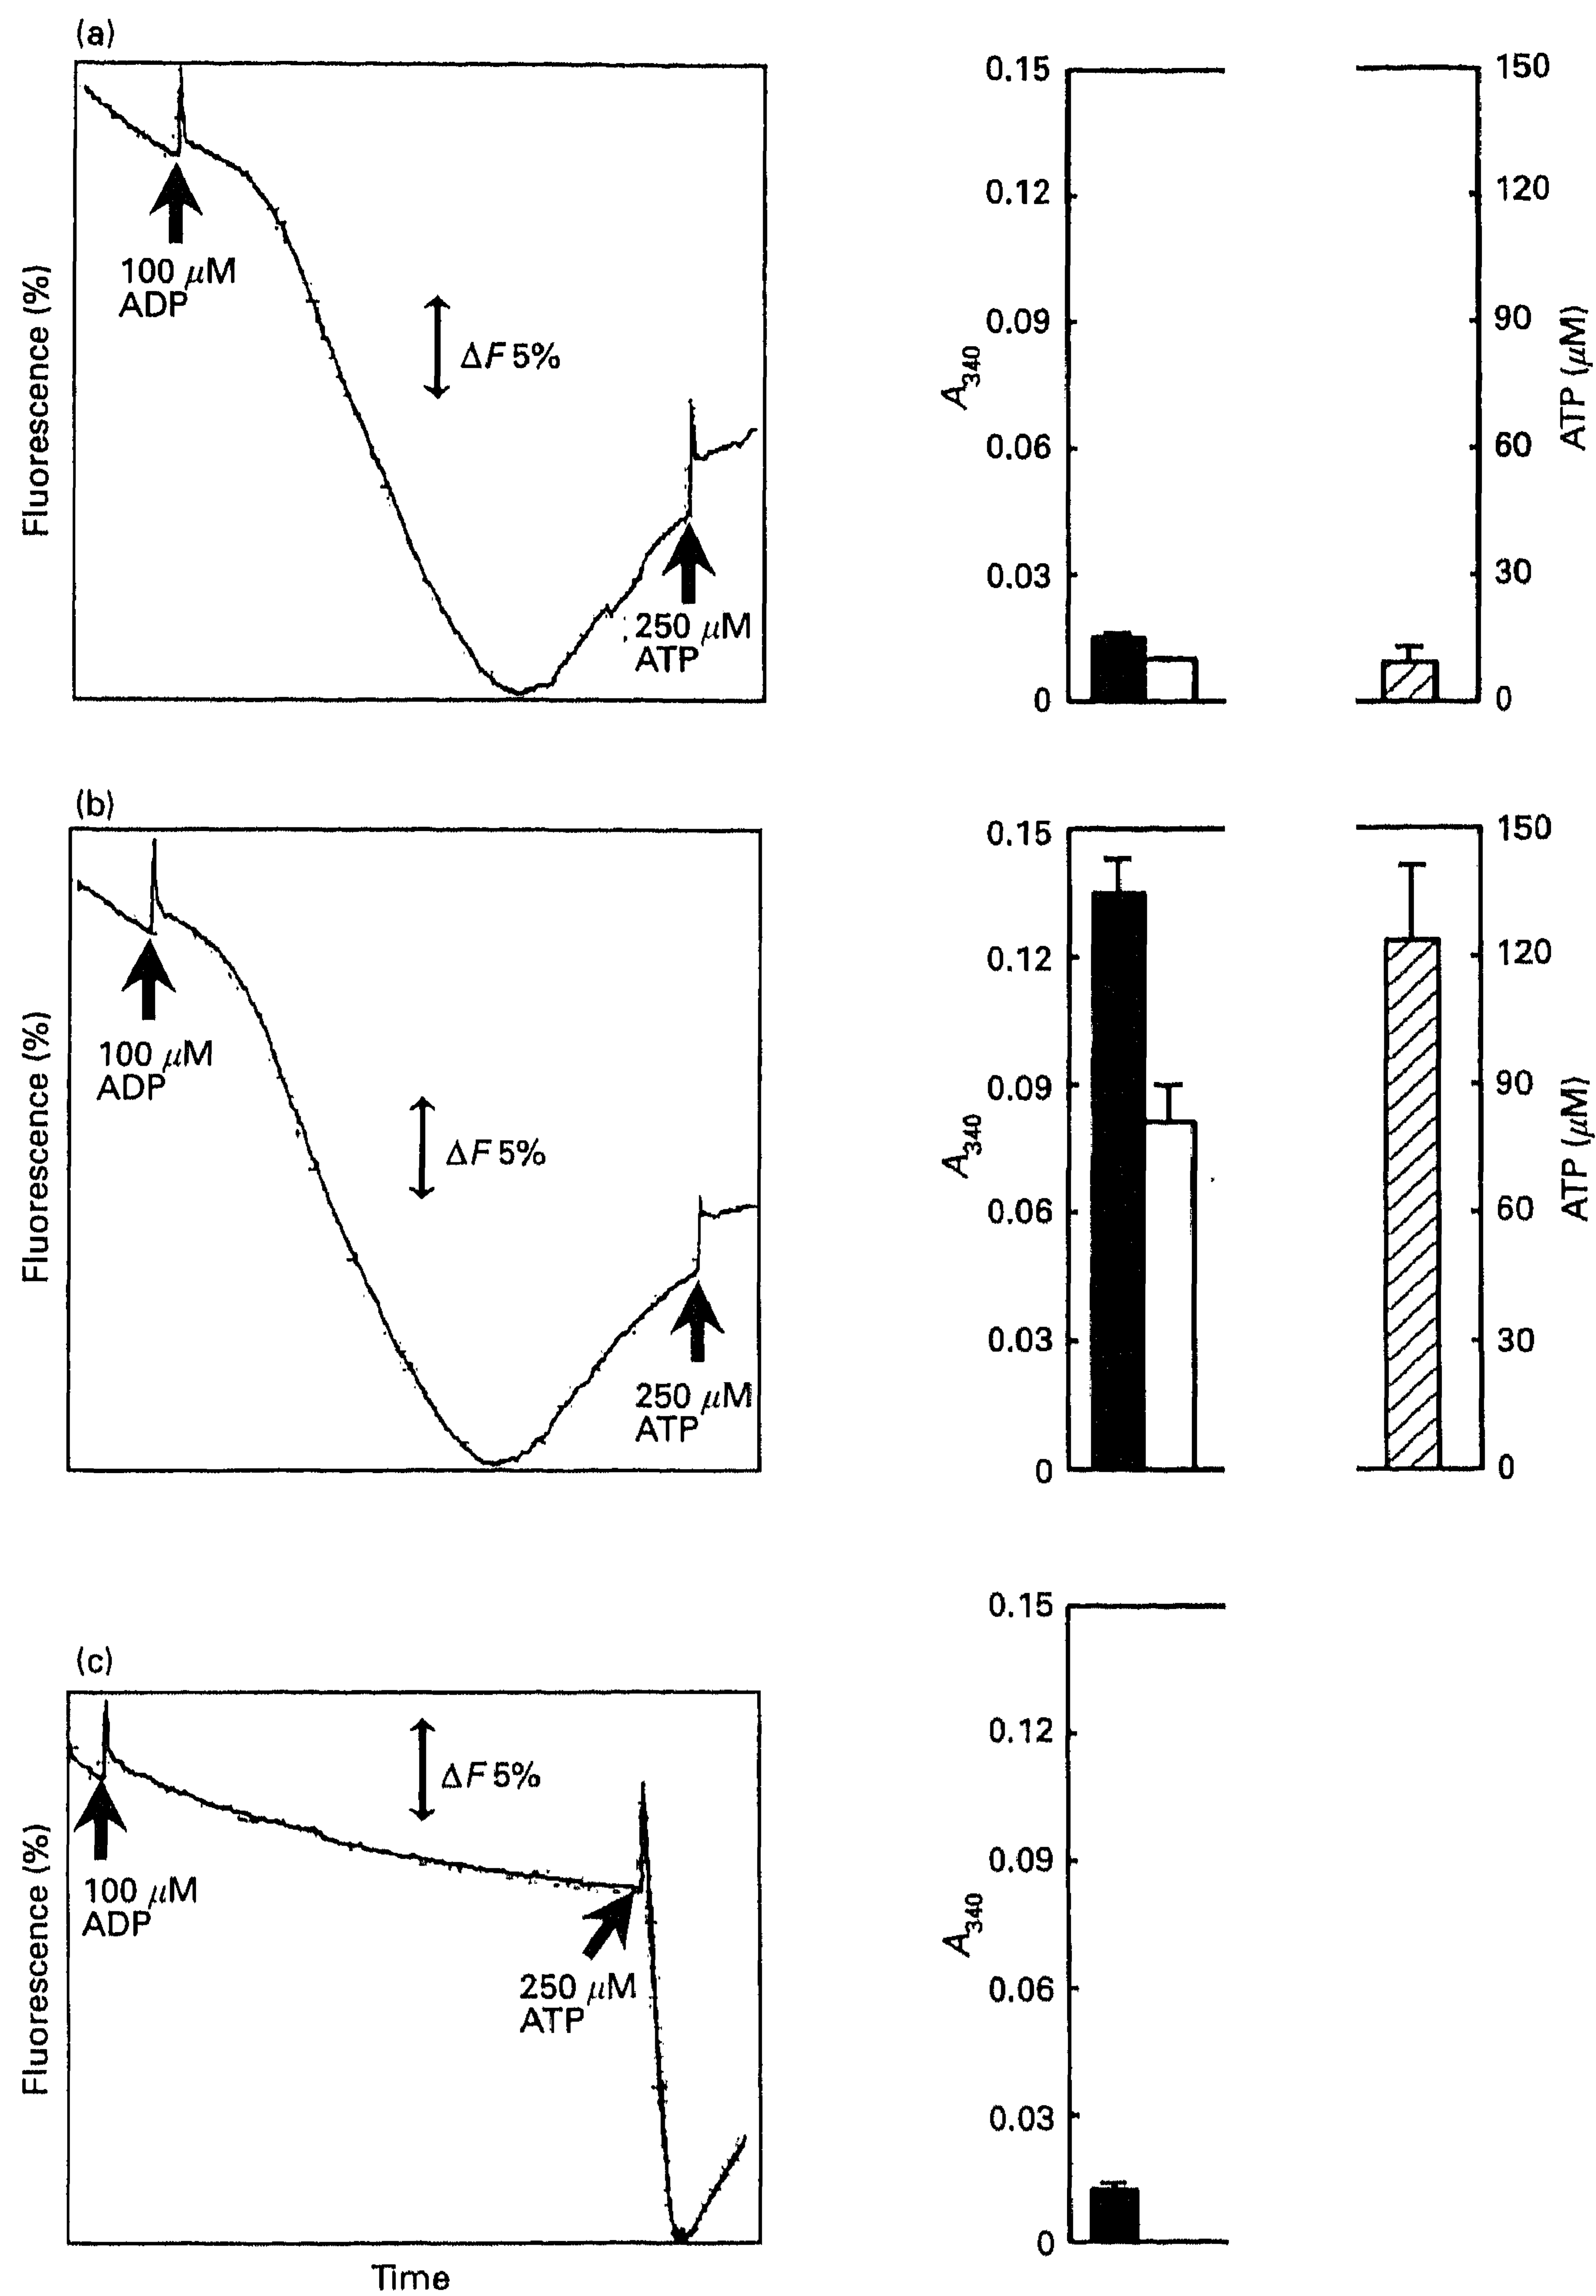 (a)
Fluorescence (%)
100 μM
ADP
ΔF 5%
250 μM
ATP
A340
0.15
0.12
0.09
0.06
0.03
0
150
120
90
60
30
0
ATP (μM)
(b)
Fluorescence (%)
100 μM
ADP
ΔF 5%
250 μM
ATP
A340
0.15
0.12
0.09
0.06
0.03
0
150
120
90
60
30
0
ATP (μM)
(c)
Fluorescence (%)
100 μM
ADP
ΔF 5%
250 μM
ATP
Time
A340
0.15
0.12
0.09
0.06
0.03
0